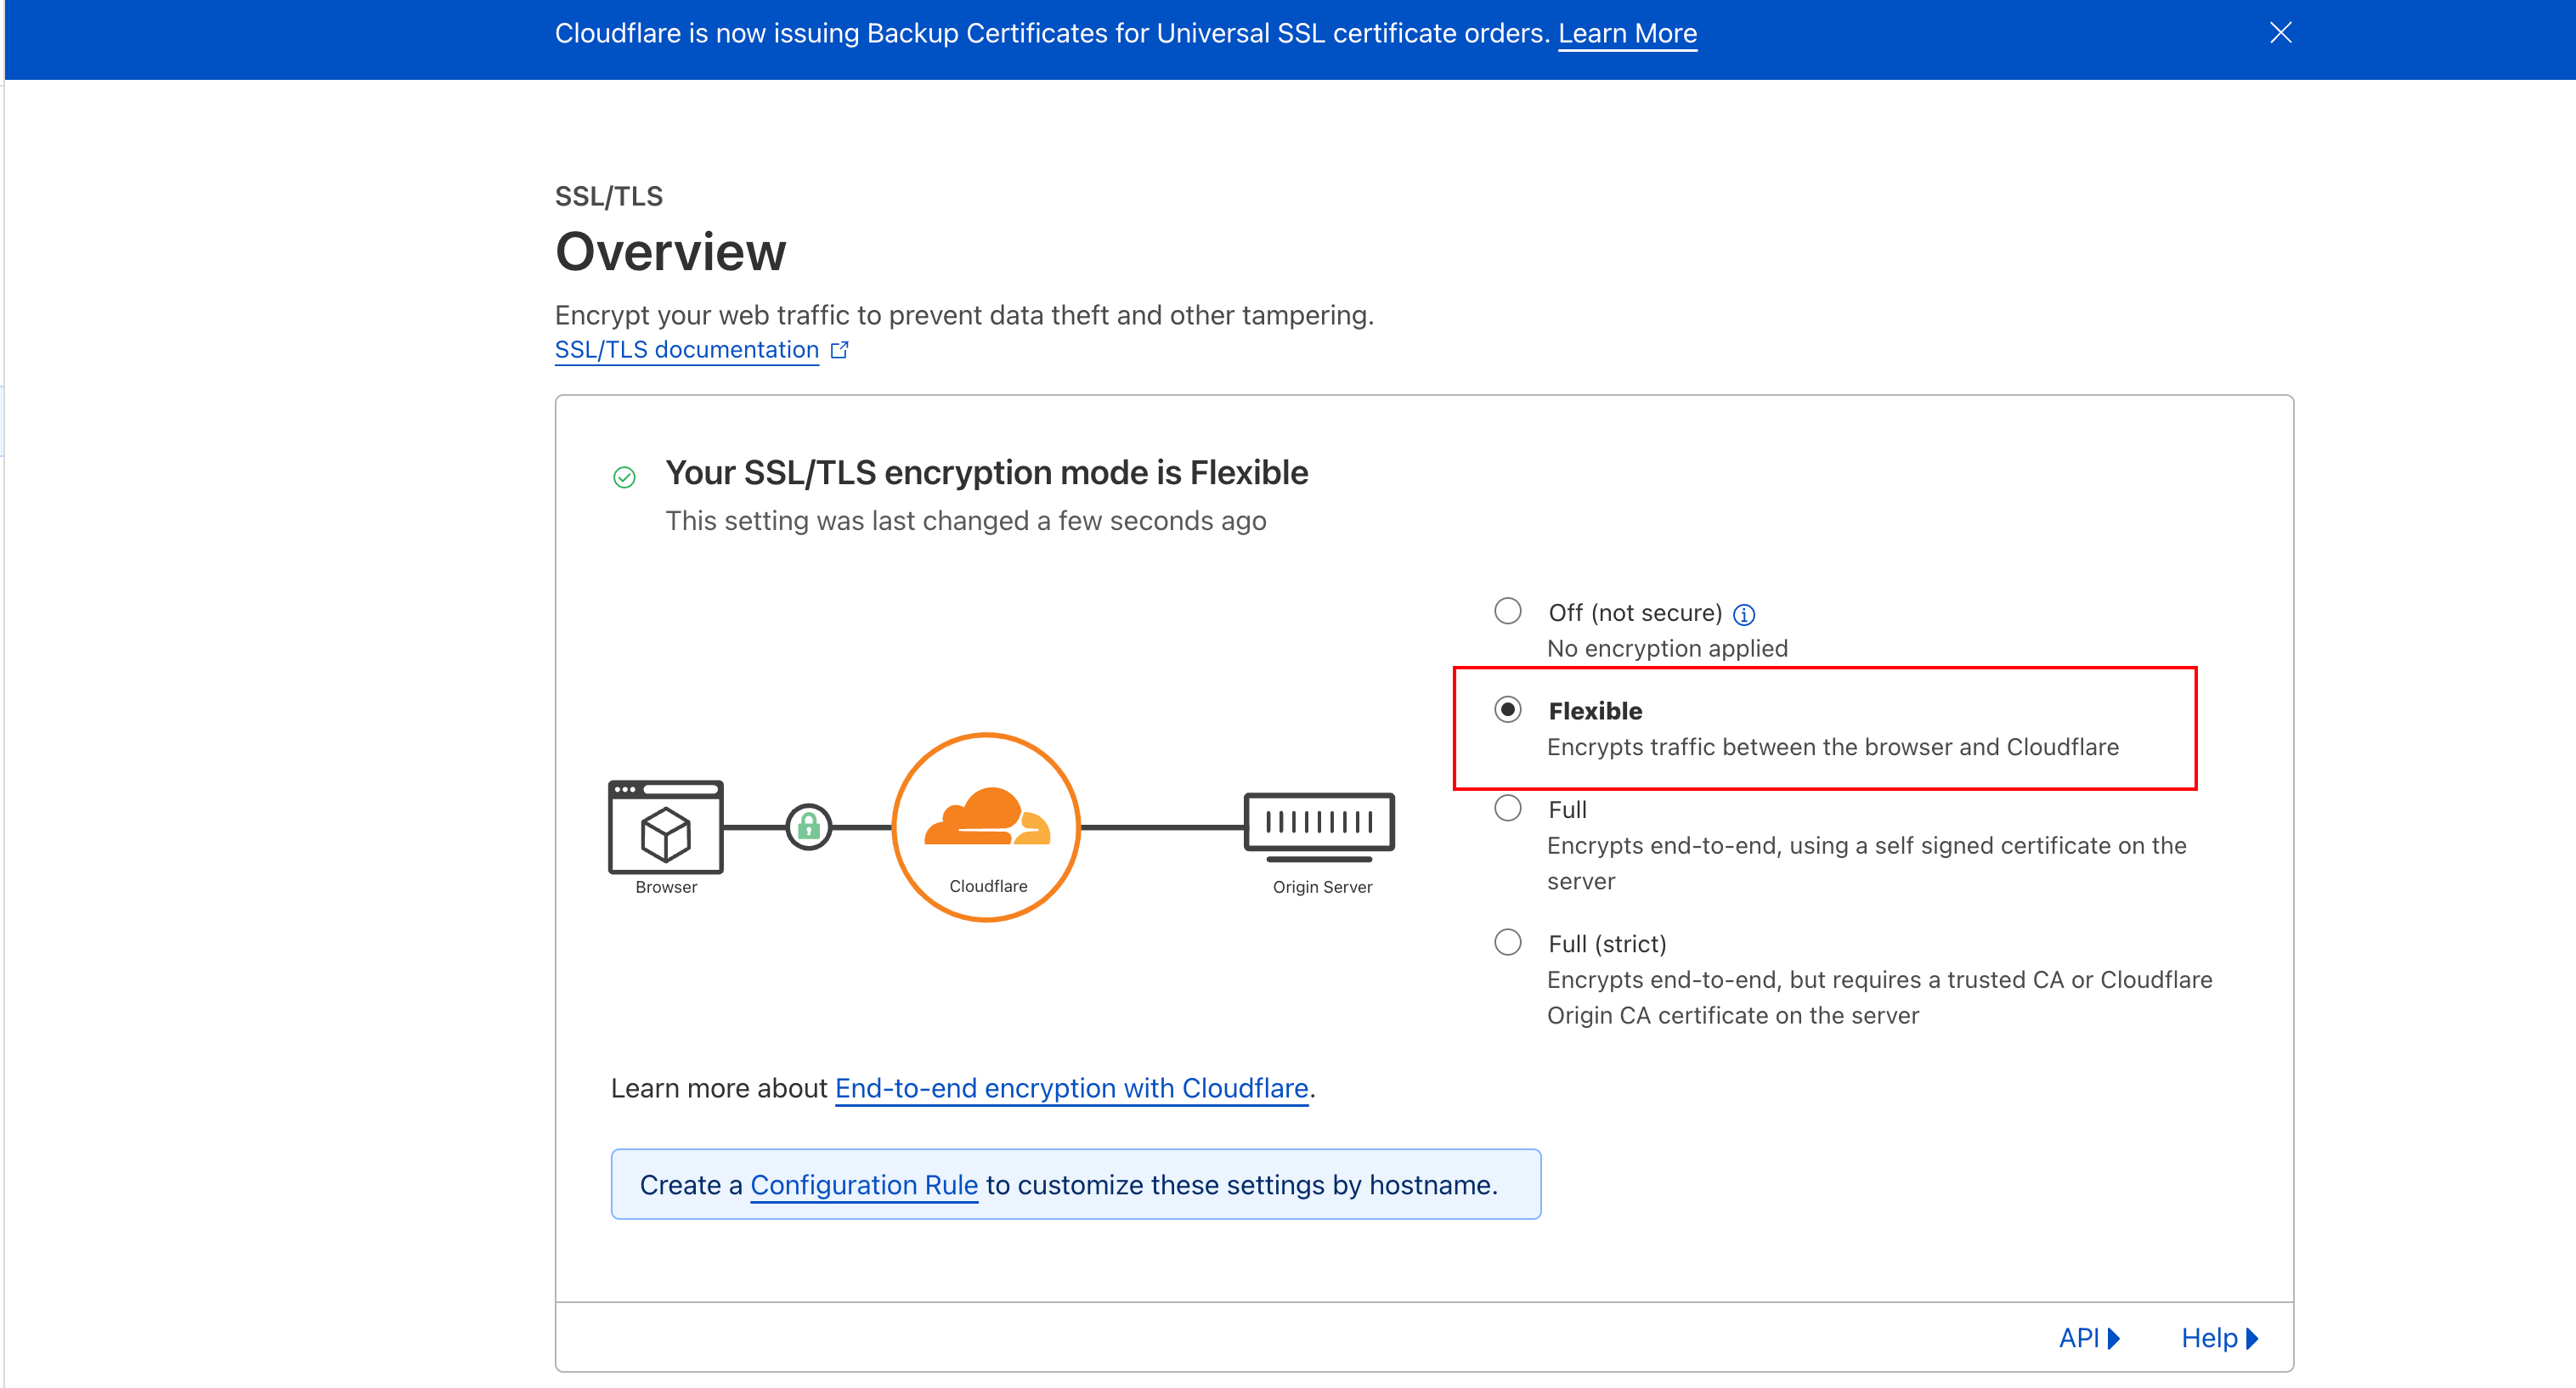 Cloudflare is now issuing Backup Certificates for Universal SSL certificate orders. Learn More
SSL/TLS
Overview
Encrypt your web traffic to prevent data theft and other tampering.
SSL/TLS documentation
Your SSL/TLS encryption mode is Flexible
This setting was last changed a few seconds ago
Off (not secure)
No encryption applied
Flexible
Encrypts traffic between the browser and Cloudflare
Full
Encrypts end-to-end, using a self signed certificate on the
server
Full (strict)
Encrypts end-to-end, but requires a trusted CA or Cloudflare
Origin CA certificate on the server
Browser
Cloudflare
Origin Server
Learn more about End-to-end encryption with Cloudflare.
Create a Configuration Rule to customize these settings by hostname.
API
Help